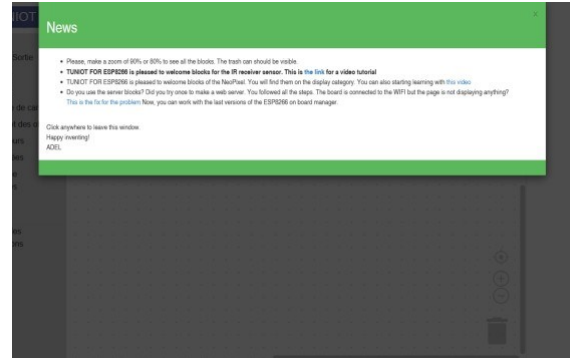 News
×
Please, make a zoom of 90% or 80% to see all the blocks. The trash can should be visible.
TUNIOT FOR ESP8266 is pleased to welcome blocks for the IR receiver sensor. This is the link for a video tutorial
TUNIOT FOR ESP8266 is pleased to welcome blocks of the NeoPixel. You will find them on the display category. You can also starting learning with this video
Do you use the server blocks? Did you try once to make a web server. You followed all the steps. The board is connected to the WIFI but the page is not displaying anything?
This is the fix for the problem Now, you can work with the last versions of the ESP8266 on board manager.
Click anywhere to leave this window.
Happy inventing!
ADEL
NIOT
Sortie
de ca
t des
urs